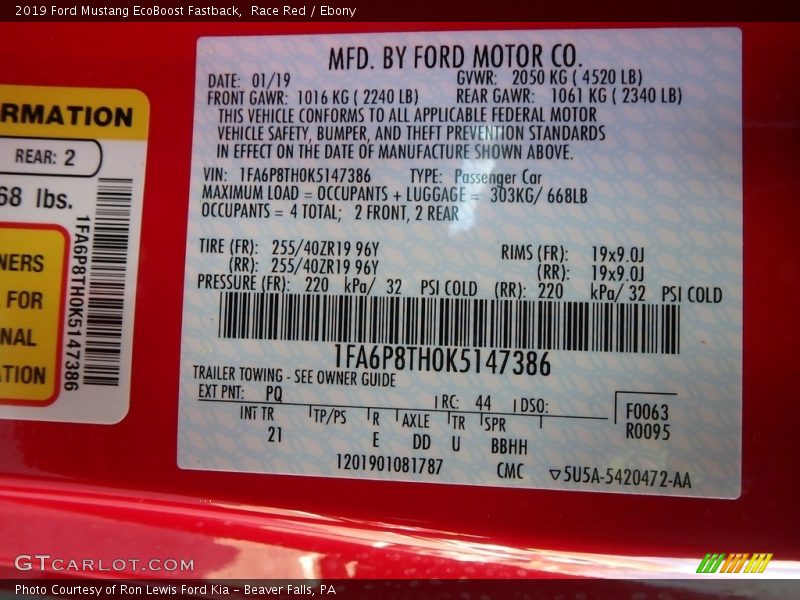 2019 Ford Mustang EcoBoost Fastback, Race Red / Ebony
RMATION
REAR: 2
68 lbs.
NERS
FOR
NAL
TION
1FA6P8TH0K5147386
MFD. BY FORD MOTOR CO.
DATE: 01/19 GVWR: 2050 KG ( 4520 LB)
FRONT GAWR: 1016 KG ( 2240 LB) REAR GAWR: 1061 KG ( 2340 LB)
THIS VEHICLE CONFORMS TO ALL APPLICABLE FEDERAL MOTOR
VEHICLE SAFETY, BUMPER, AND THEFT PREVENTION STANDARDS
IN EFFECT ON THE DATE OF MANUFACTURE SHOWN ABOVE.
VIN: 1FA6P8TH0K5147386 TYPE: Passenger Car
MAXIMUM LOAD = OCCUPANTS + LUGGAGE = 303KG/ 668LB
OCCUPANTS = 4 TOTAL; 2 FRONT, 2 REAR
TIRE (FR): 255/40ZR19 96Y RIMS (FR): 19x9.0J
(RR): 255/40ZR19 96Y (RR): 19x9.0J
PRESSURE (FR): 220 kPa/ 32 PSI COLD (RR): 220 kPa/ 32 PSI COLD
1FA6P8TH0K5147386
TRAILER TOWING - SEE OWNER GUIDE
EXT PNT: PQ RC: 44 DSO: F0063
INT TR TP/PS R AXLE TR SPR R0095
21 E DD U BBHH
1201901081787 CMC ▽5U5A-5420472-AA
GTCARLOT.COM
Photo Courtesy of Ron Lewis Ford Kia – Beaver Falls, PA